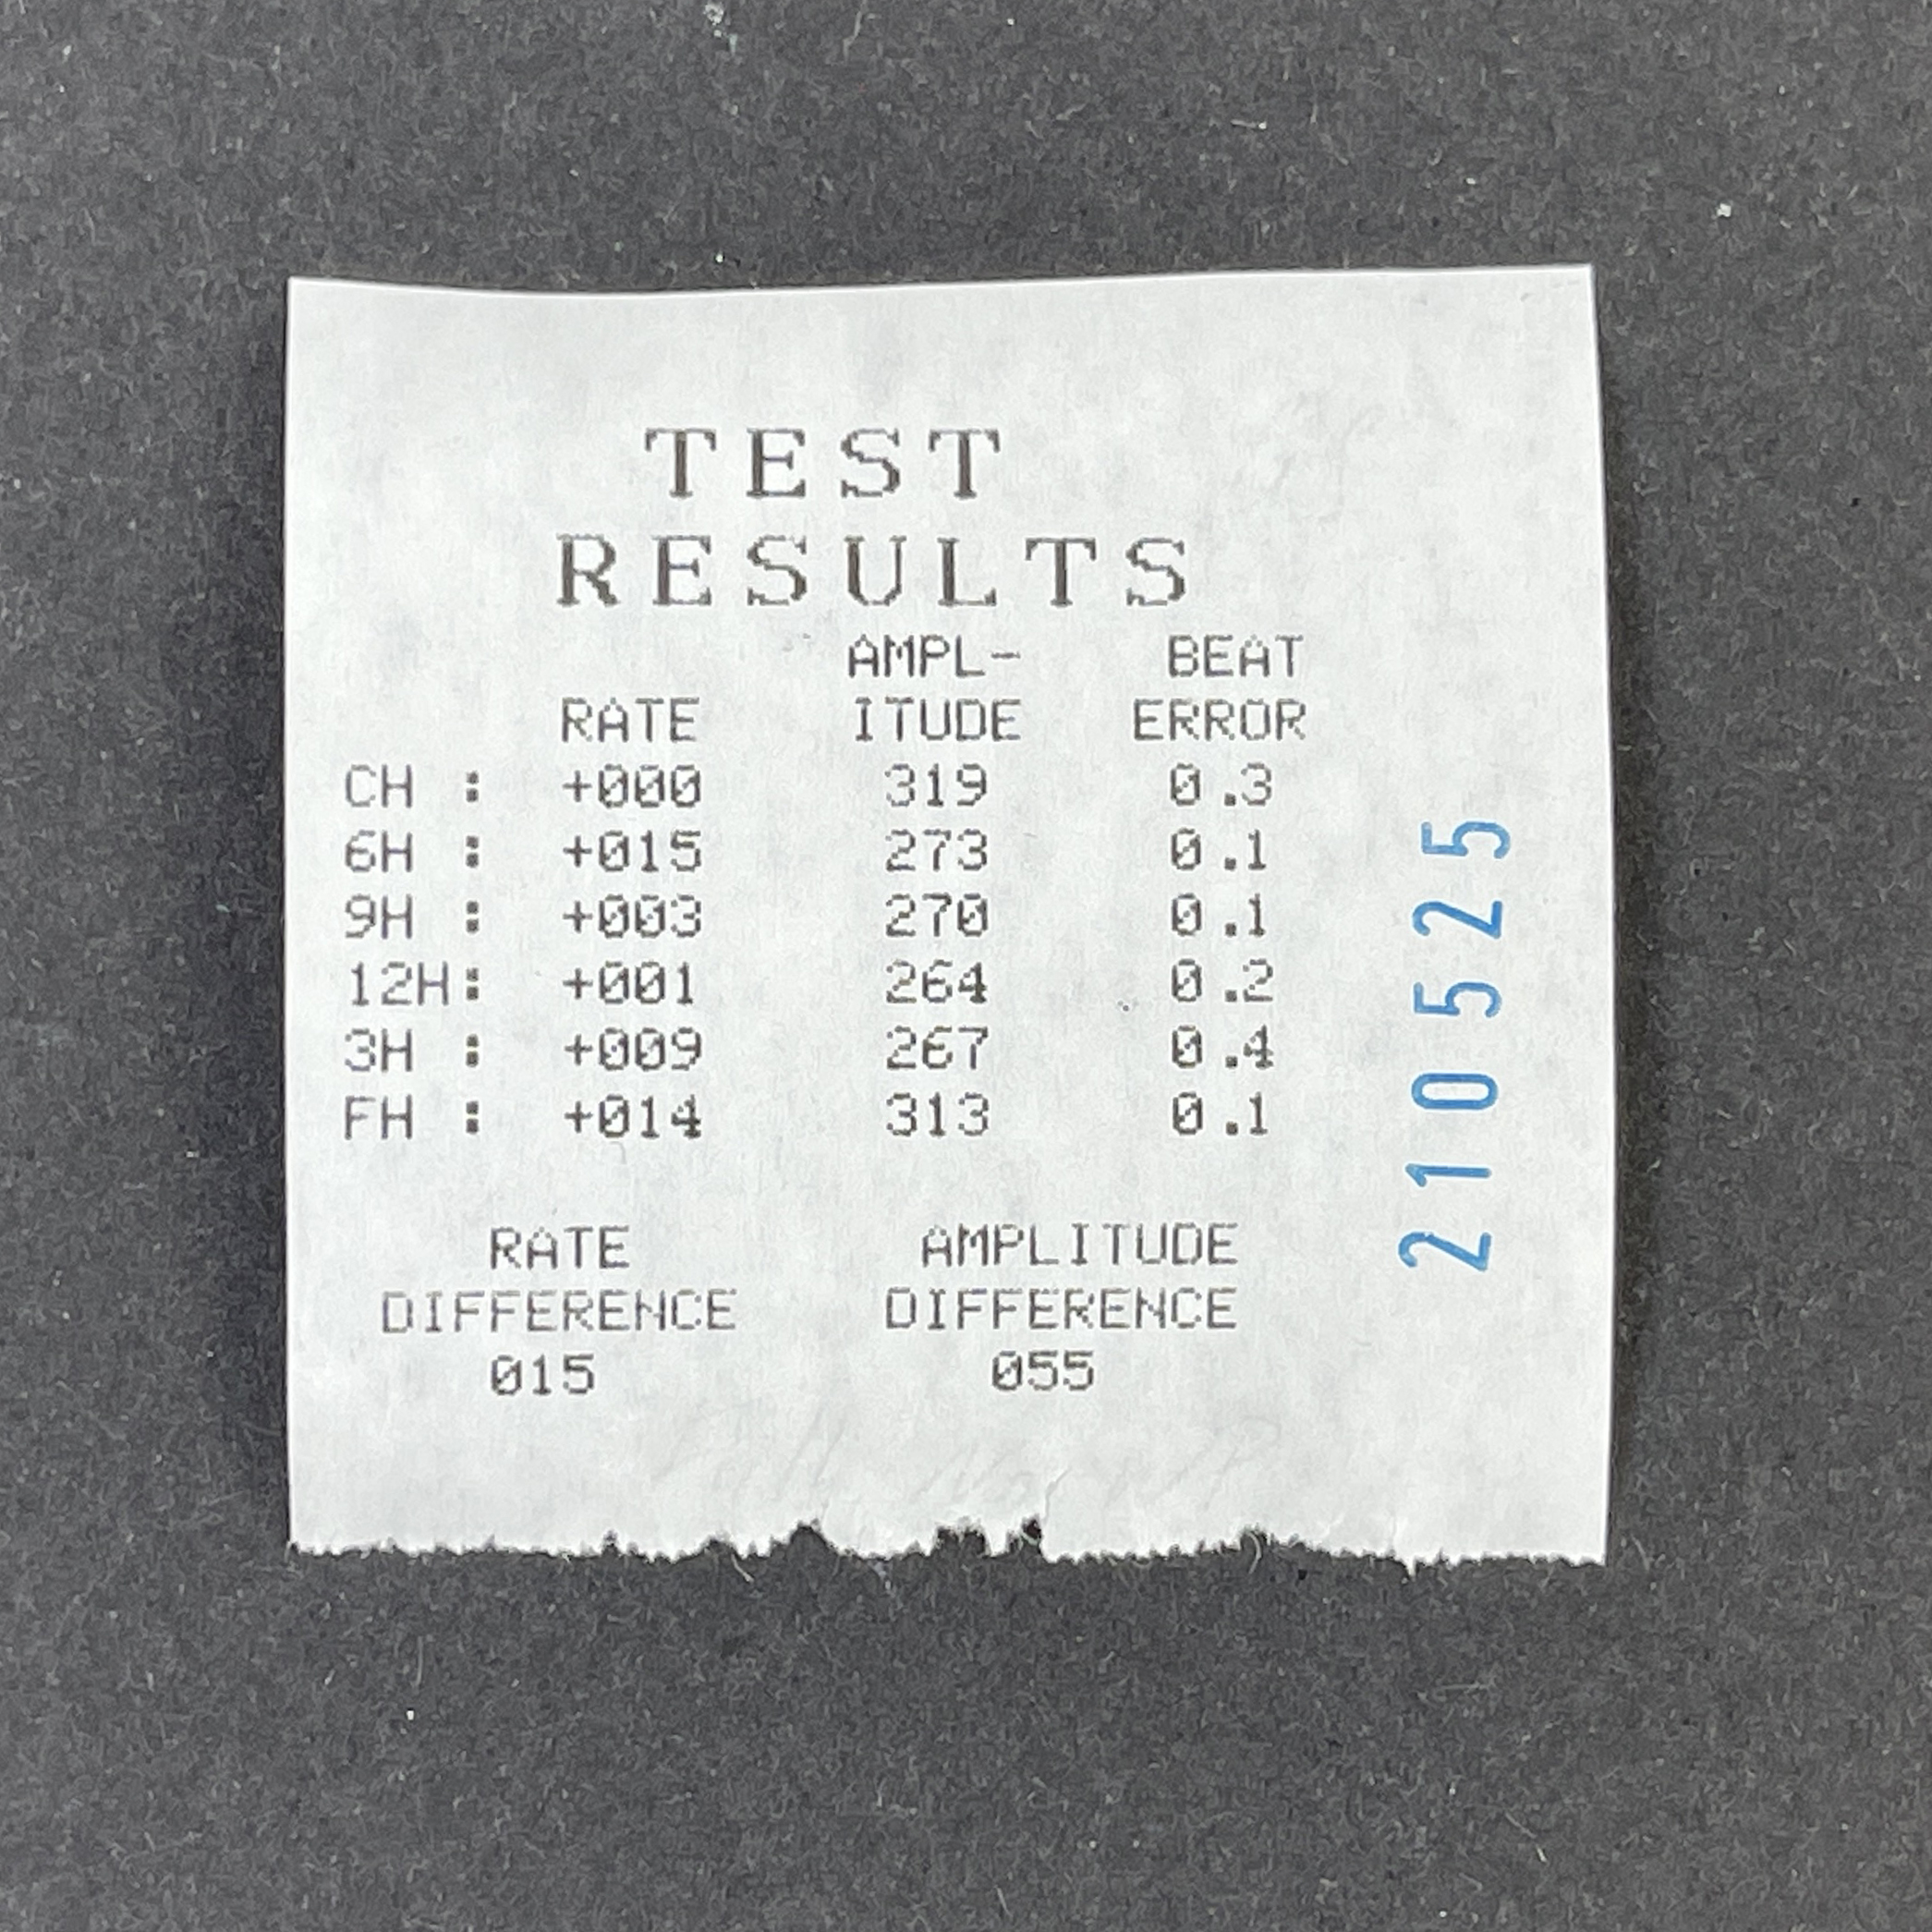 TEST
RESULTS
AMPL- BEAT
RATE ITUDE ERROR
CH : +000 319 0.3
6H : +015 273 0.1
9H : +003 270 0.1
12H: +001 264 0.2
3H : +009 267 0.4
FH : +014 313 0.1
RATE AMPLITUDE
DIFFERENCE DIFFERENCE
015 055
210525